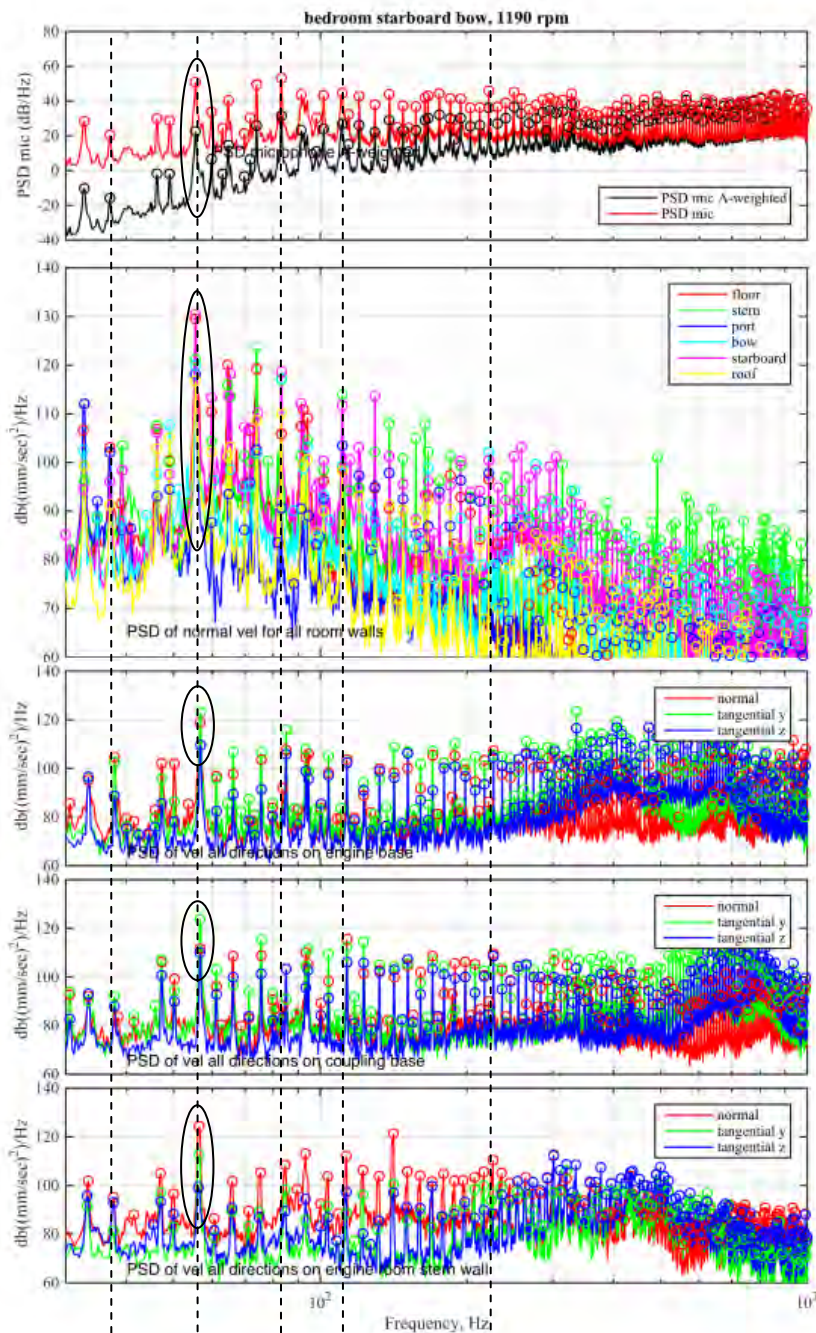 bedroom starboard bow, 1190 rpm
80
60
40
20
0
-20
-40
PSD mic (dB/Hz)
PSD microphone A-weighted
PSD mic A-weighted
PSD mic
140
130
120
110
100
90
80
70
60
db((mm/sec)²)/Hz
floor
stern
port
bow
starboard
roof
PSD of normal vel for all room walls
140
120
100
80
60
db((mm/sec)²)/Hz
normal
tangential y
tangential z
PSD of vel all directions on engine base
140
120
100
80
60
db((mm/sec)²)/Hz
normal
tangential y
tangential z
PSD of vel all directions on coupling base
140
120
100
80
60
db((mm/sec)²)/Hz
normal
tangential y
tangential z
PSD of vel all directions on engine room stem wall
10²
10³
Frequency, Hz